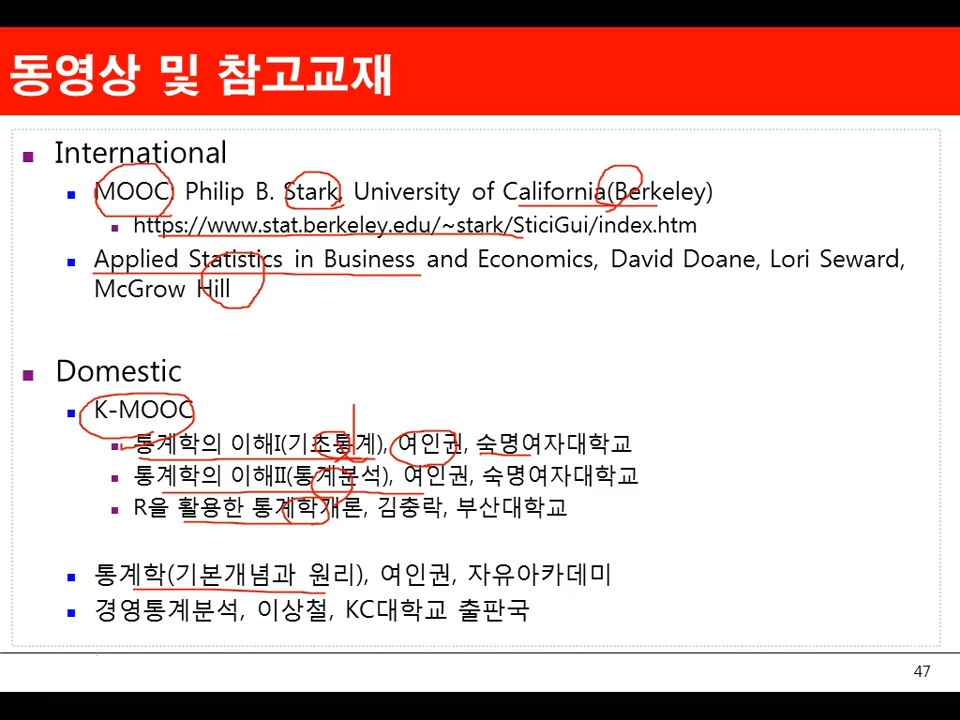 동영상 및 참고교재
International
MOOC: Philip B. Stark, University of California(Berkeley)
https://www.stat.berkeley.edu/~stark/SticiGui/index.htm
Applied Statistics in Business and Economics, David Doane, Lori Seward,
McGrow Hill
Domestic
K-MOOC
통계학의 이해I(기초통계), 여인권, 숙명여자대학교
통계학의 이해II(통계분석), 여인권, 숙명여자대학교
R을 활용한 통계학개론, 김충락, 부산대학교
통계학(기본개념과 원리), 여인권, 자유아카데미
경영통계분석, 이상철, KC대학교 출판국
47